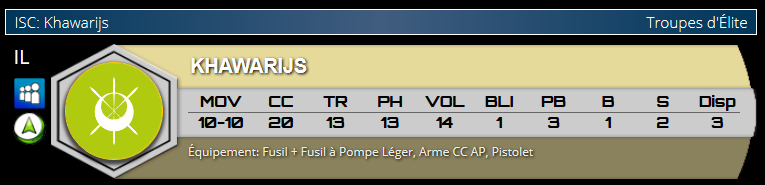 ISC: Khawarijs Troupes d'Élite
IL
KHAWARIJS
MOV CC TR PH VOL BLI PB B S Disp
10-10 20 13 13 14 1 3 1 2 3
Équipement: Fusil + Fusil à Pompe Léger, Arme CC AP, Pistolet